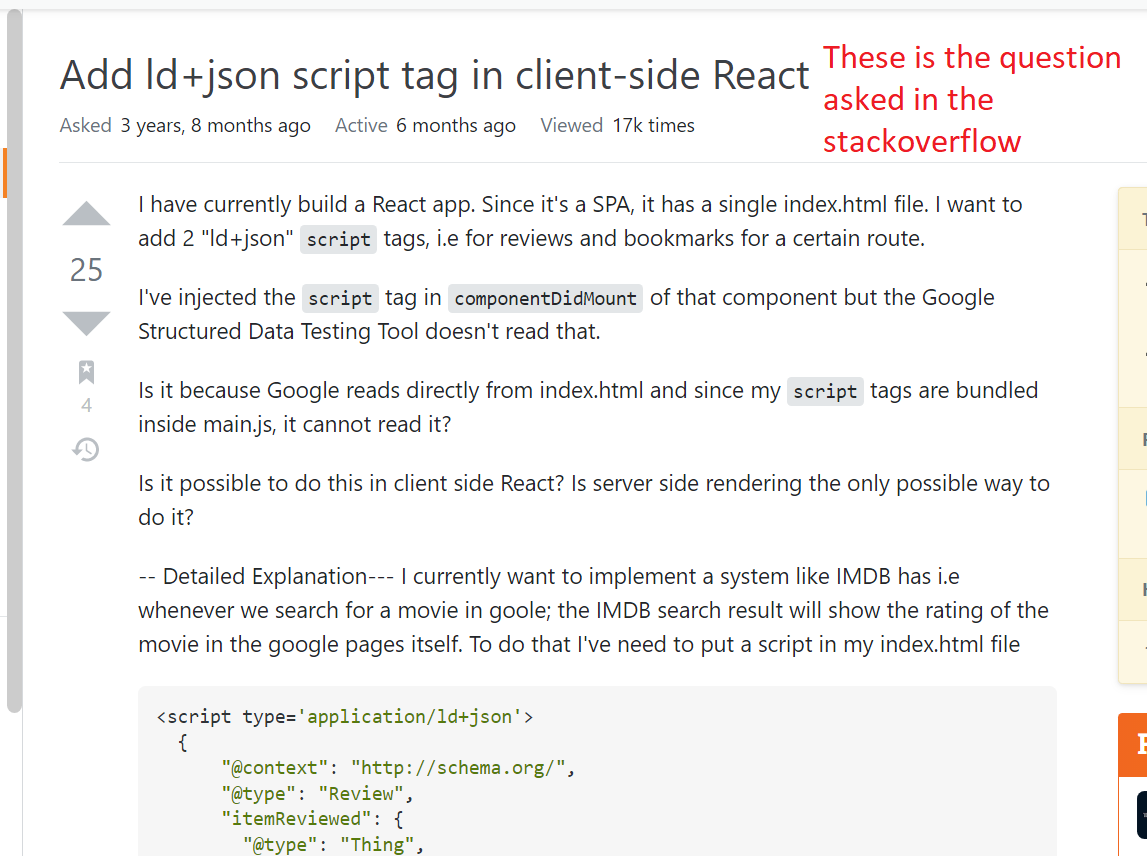 Add ld+json script tag in client-side React
These is the question
asked in the
stackoverflow
Asked 3 years, 8 months ago Active 6 months ago Viewed 17k times
I have currently build a React app. Since it's a SPA, it has a single index.html file. I want to
add 2 "ld+json" script tags, i.e for reviews and bookmarks for a certain route.
25
I've injected the script tag in componentDidMount of that component but the Google
Structured Data Testing Tool doesn't read that.
4
Is it because Google reads directly from index.html and since my script tags are bundled
inside main.js, it cannot read it?
Is it possible to do this in client side React? Is server side rendering the only possible way to
do it?
-- Detailed Explanation--- I currently want to implement a system like IMDB has i.e
whenever we search for a movie in goole; the IMDB search result will show the rating of the
movie in the google pages itself. To do that I've need to put a script in my index.html file
<script type='application/ld+json'>
{
"@context": "http://schema.org/",
"@type": "Review",
"itemReviewed": {
"@type": "Thing",